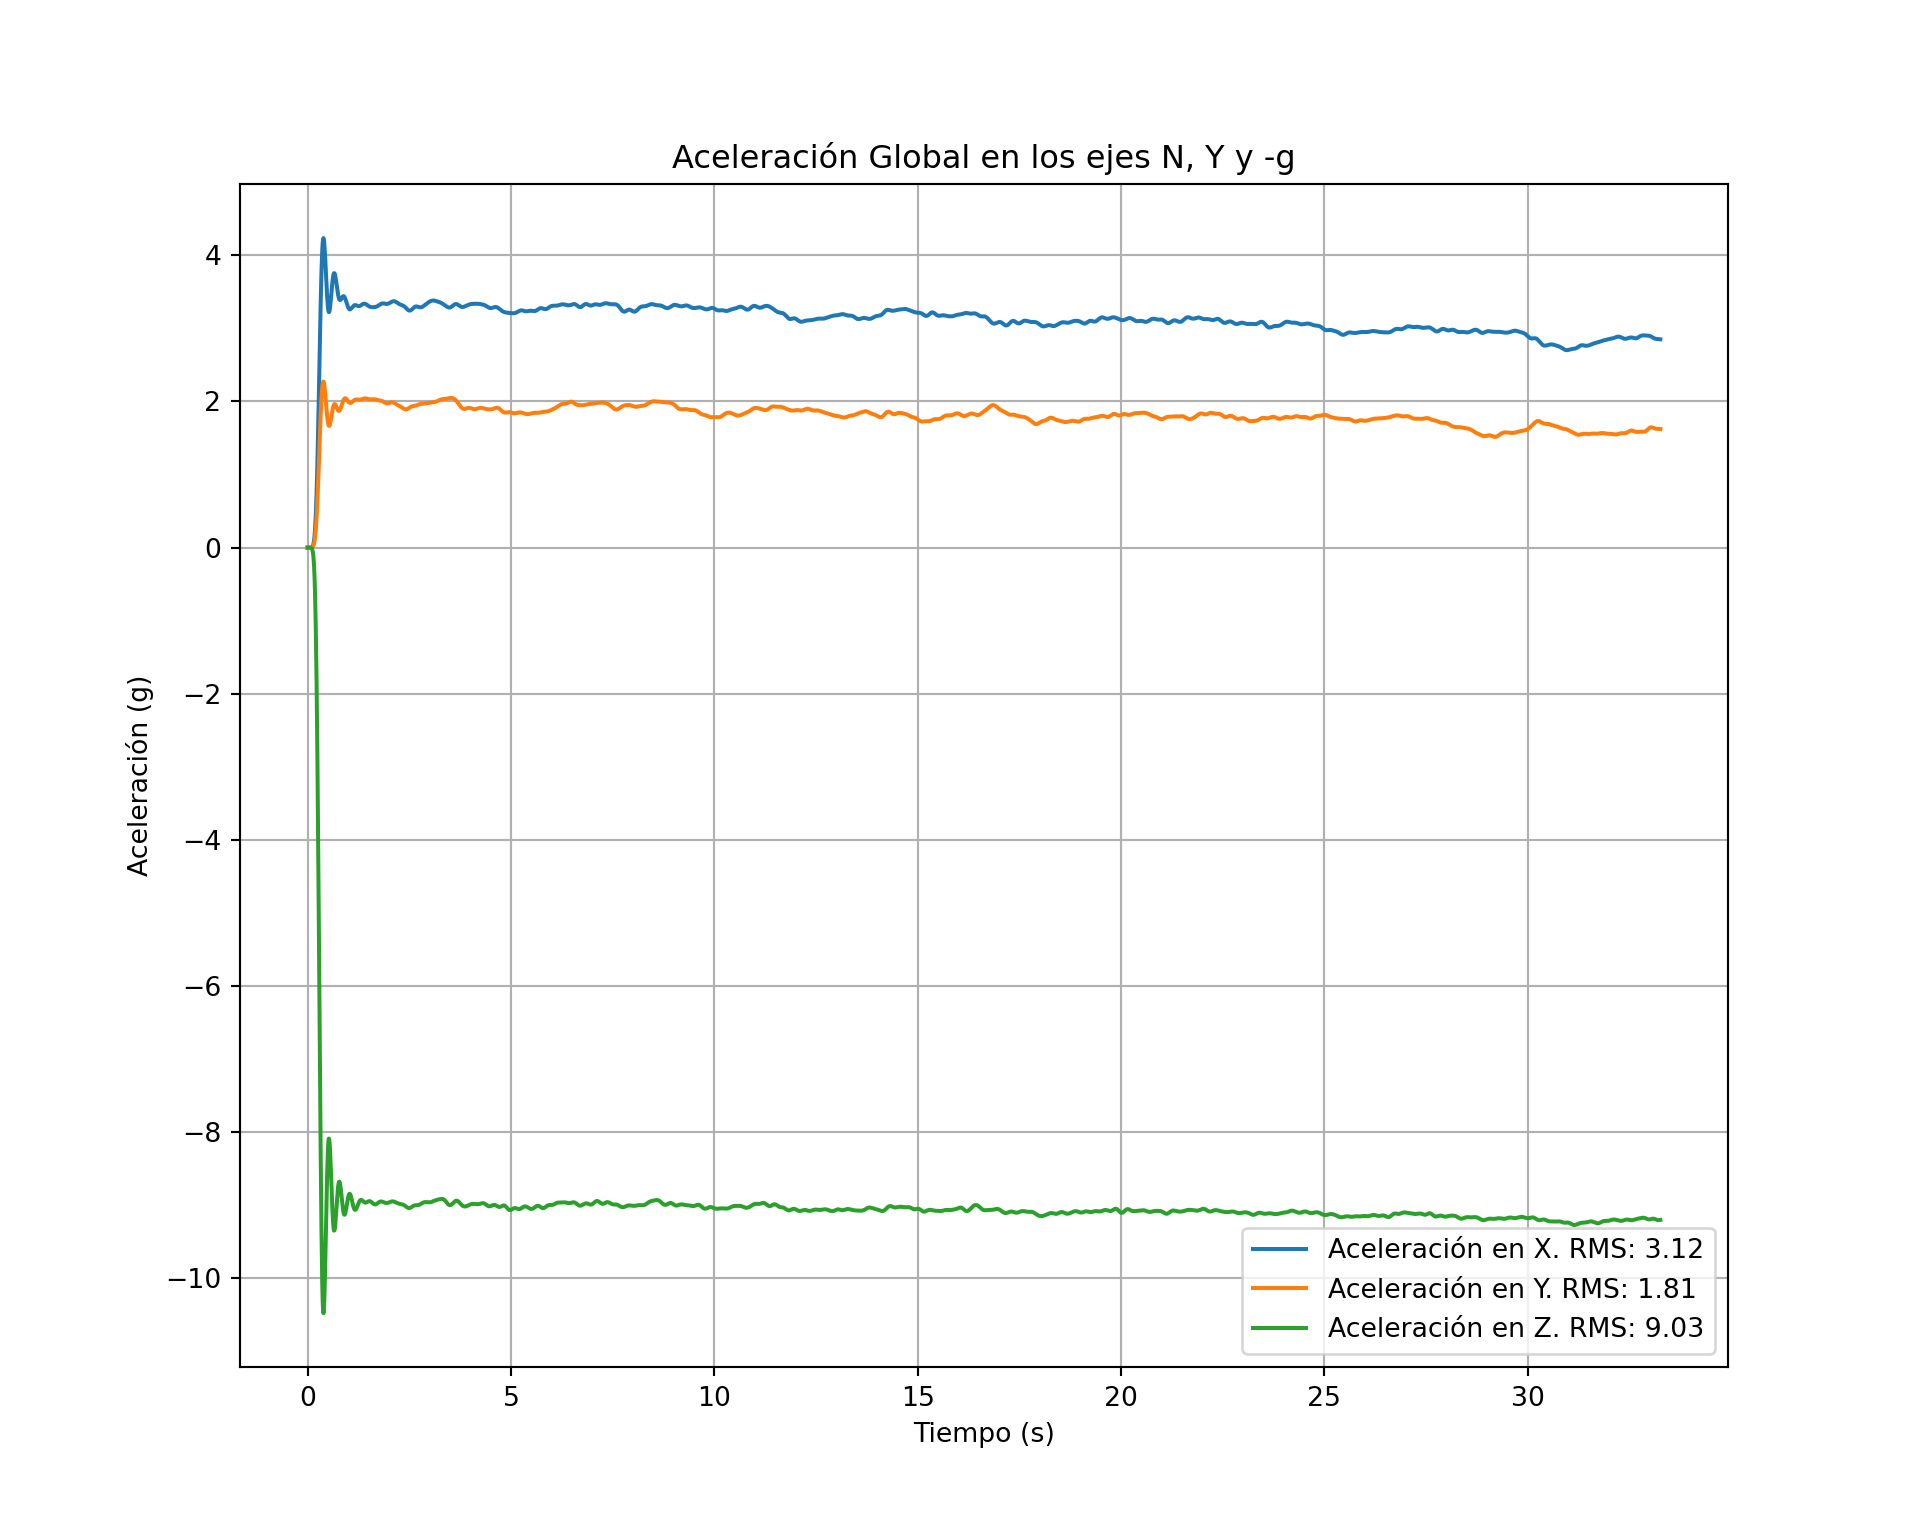 Aceleración Global en los ejes N, Y y -g
4
2
0
−2
−4
−6
−8
−10
Aceleración (g)
Aceleración en X. RMS: 3.12
Aceleración en Y. RMS: 1.81
Aceleración en Z. RMS: 9.03
0 5 10 15 20 25 30
Tiempo (s)